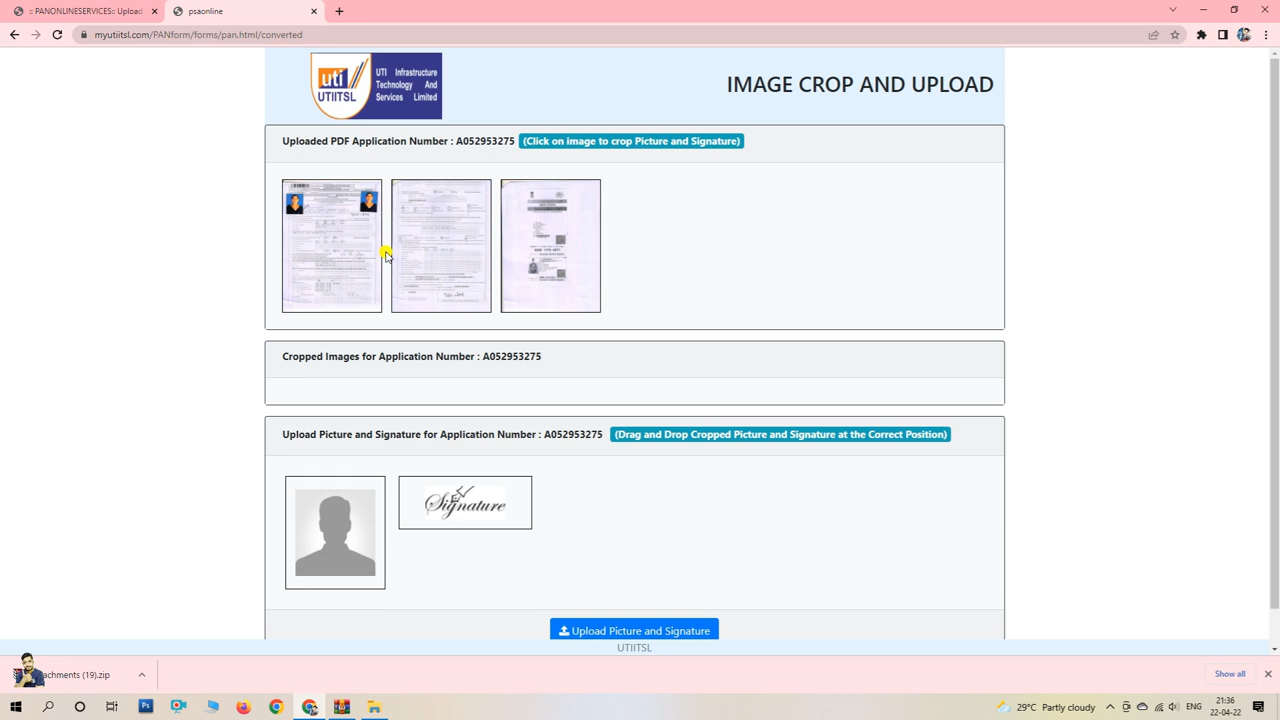 :: PANONLINESERVICES:: Upload
psaonline
myutiitsl.com/PANform/forms/pan.html/converted
uti
UTIITSL
UTI Infrastructure
Technology And
Services Limited
IMAGE CROP AND UPLOAD
Uploaded PDF Application Number : A052953275 (Click on image to crop Picture and Signature)
Cropped Images for Application Number : A052953275
Upload Picture and Signature for Application Number : A052953275 (Drag and Drop Cropped Picture and Signature at the Correct Position)
Signature
Upload Picture and Signature
UTIITSL
achments (19).zip
Show all
Ps
29°C Partly cloudy
21:36
22-04-22